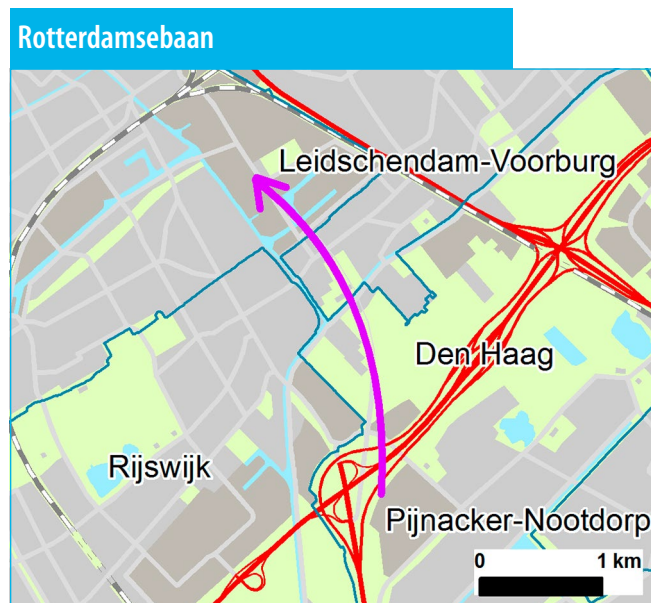 Rotterdamsebaan
Leidschendam-Voorburg
Den Haag
Rijswijk
Pijnacker-Nootdorp
0 1 km